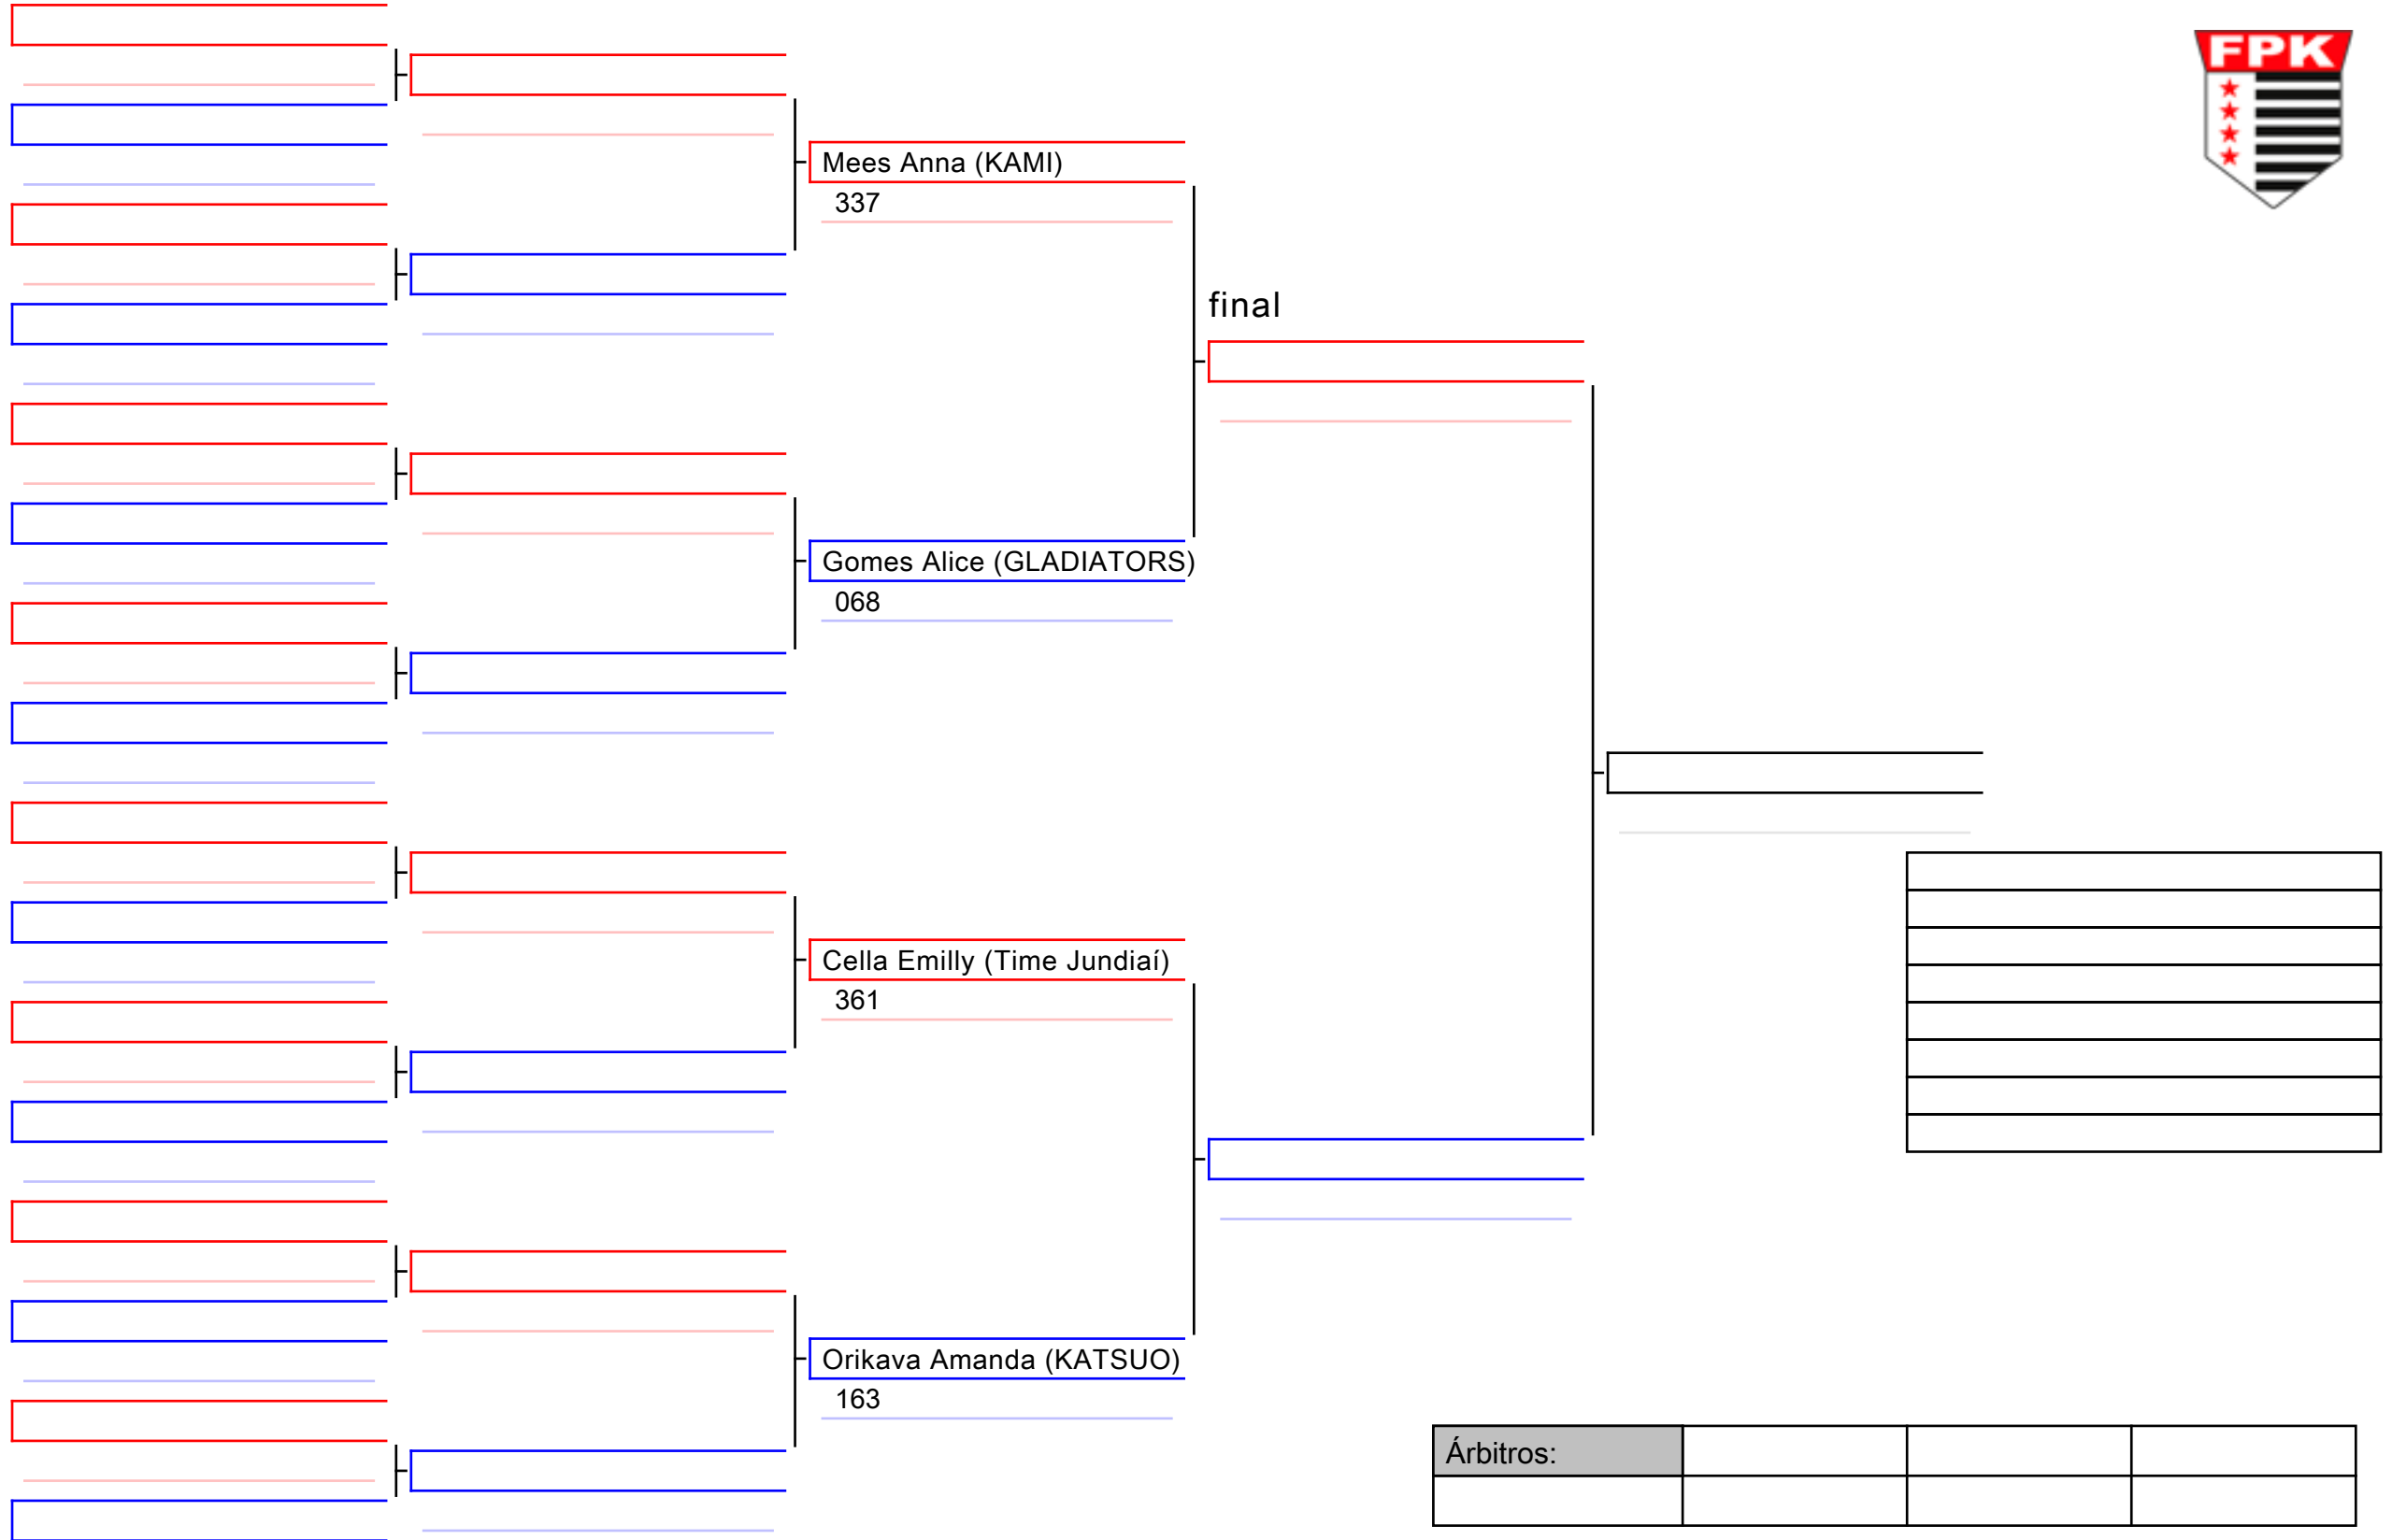 FPK
Mees Anna (KAMI)
337
final
Gomes Alice (GLADIATORS)
068
Cella Emilly (Time Jundiaí)
361
Orikava Amanda (KATSUO)
163
Árbitros: